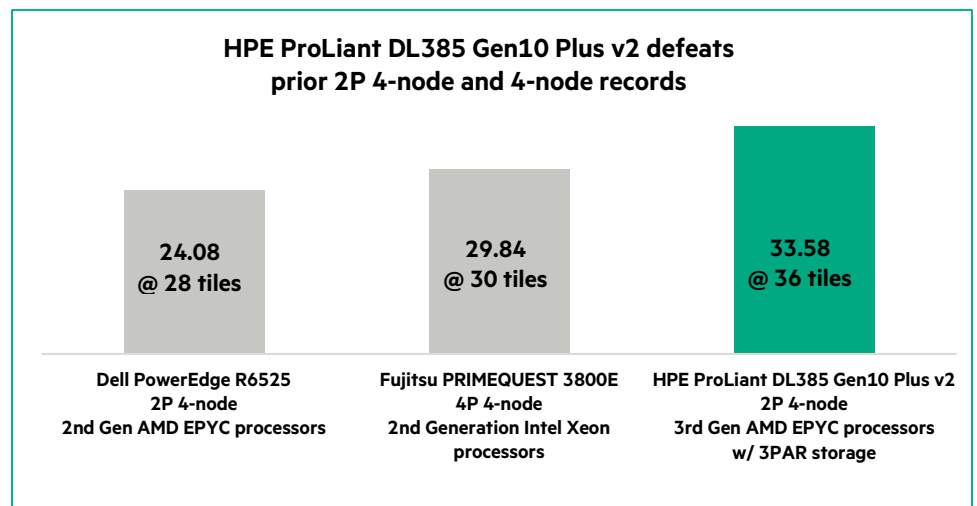 HPE ProLiant DL385 Gen10 Plus v2 defeats
prior 2P 4-node and 4-node records
24.08
@ 28 tiles
29.84
@ 30 tiles
33.58
@ 36 tiles
Dell PowerEdge R6525
2P 4-node
2nd Gen AMD EPYC processors
Fujitsu PRIMEQUEST 3800E
4P 4-node
2nd Generation Intel Xeon
processors
HPE ProLiant DL385 Gen10 Plus v2
2P 4-node
3rd Gen AMD EPYC processors
w/ 3PAR storage